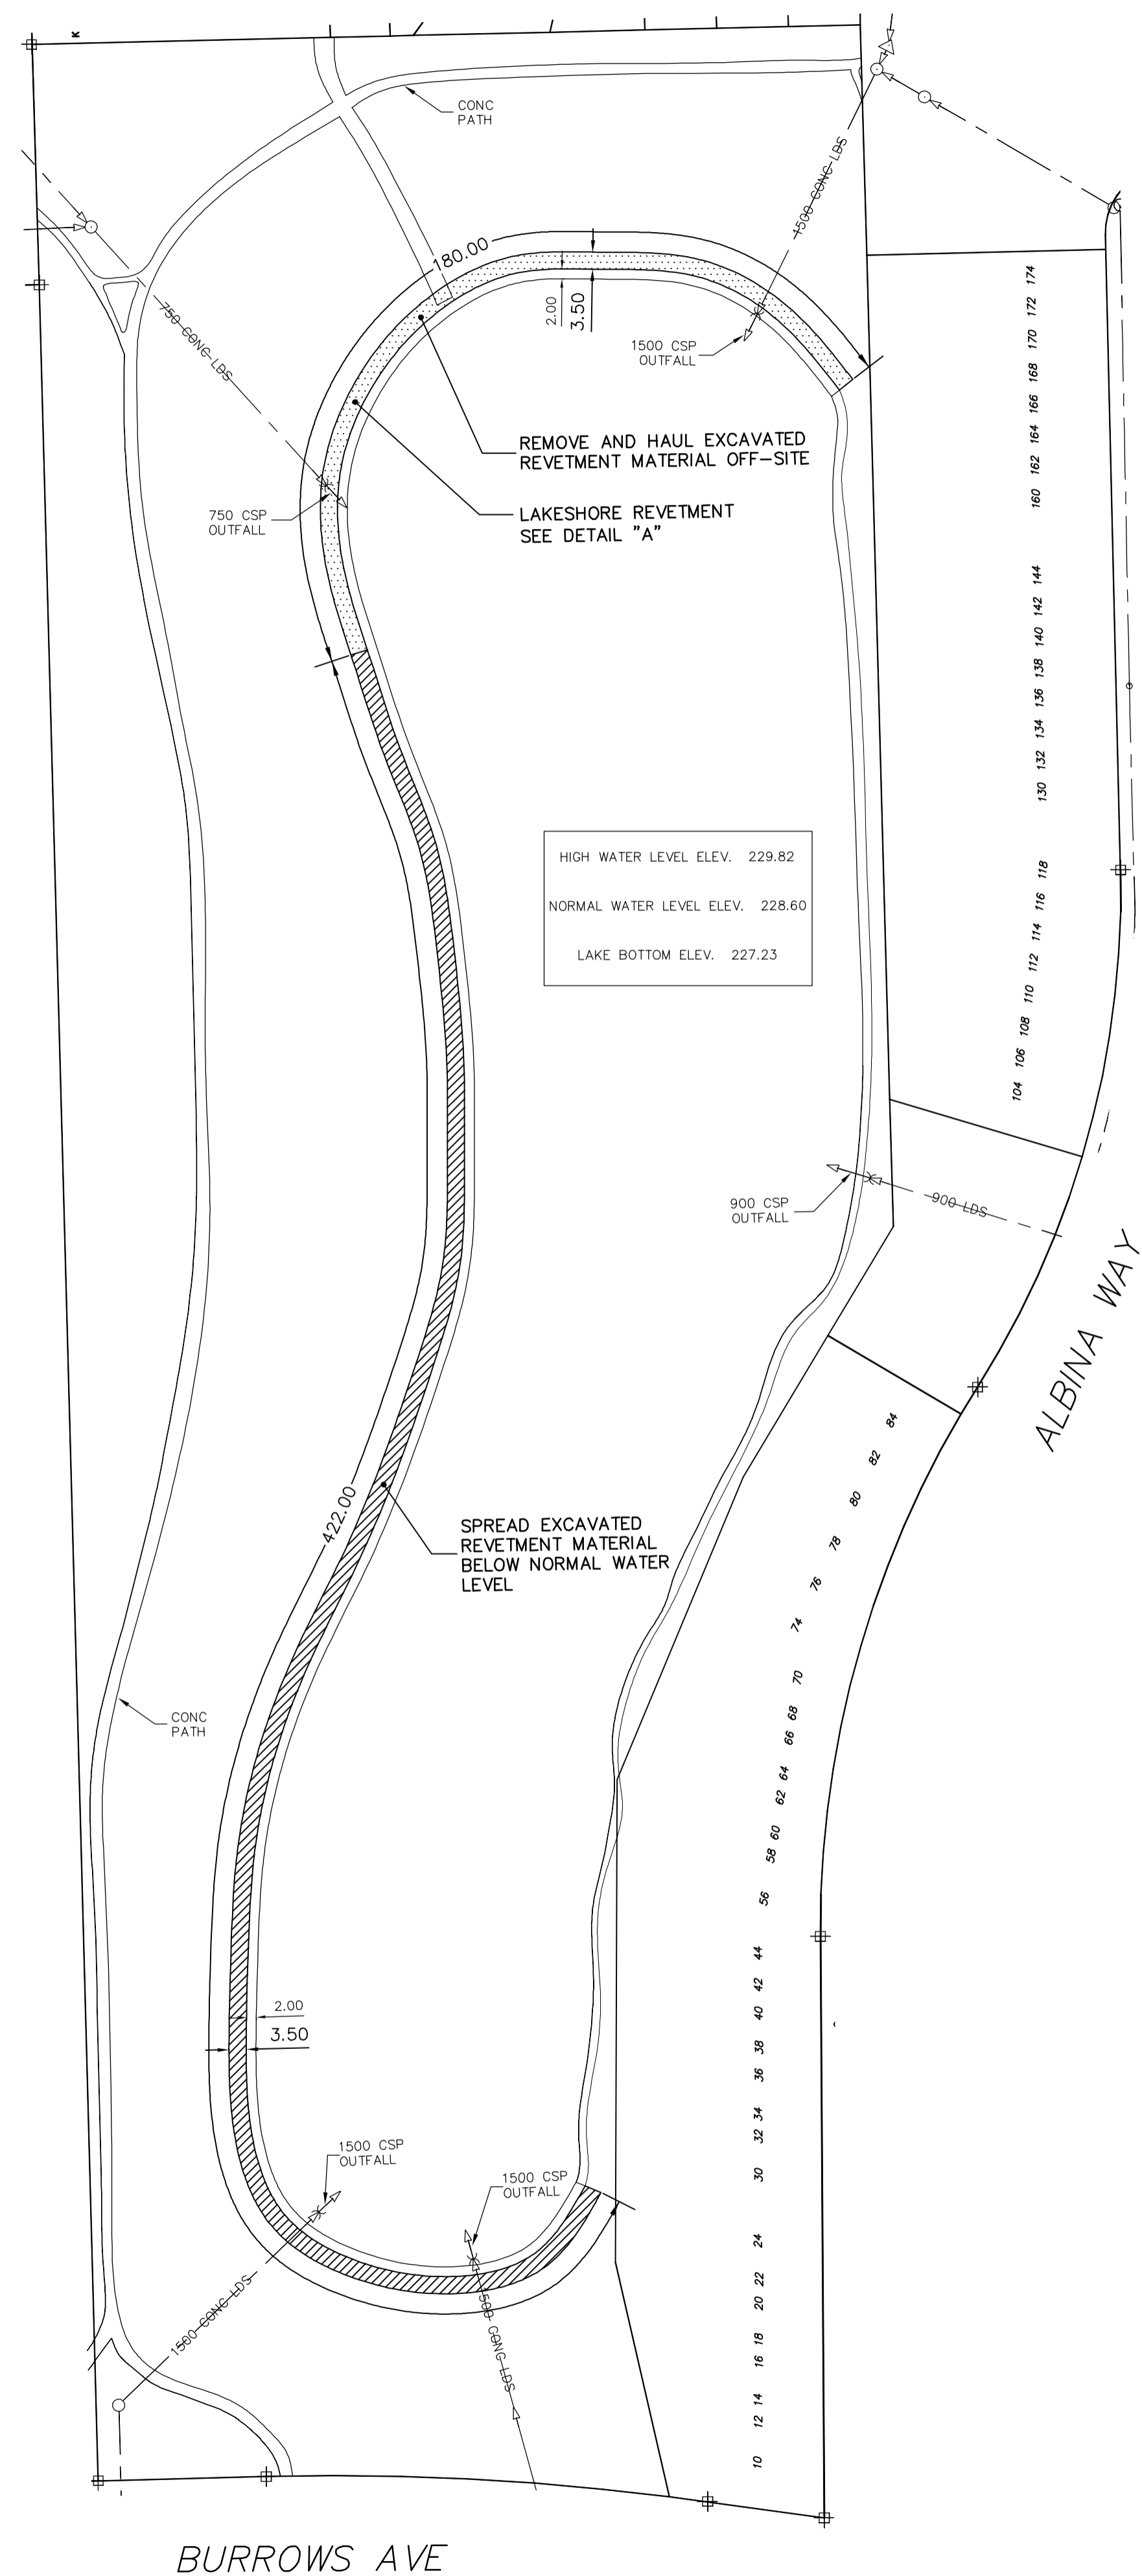 K
CONC
PATH
1500 CONC LDS
180.00
750 CONC LDS
2.00
3.50
1500 CSP
OUTFALL
REMOVE AND HAUL EXCAVATED
REVETMENT MATERIAL OFF-SITE
750 CSP
OUTFALL
LAKESHORE REVETMENT
SEE DETAIL "A"
174
172
170
168
166
164
162
160
144
142
140
138
136
134
132
130
118
116
114
112
110
108
106
104
HIGH WATER LEVEL ELEV. 229.82
NORMAL WATER LEVEL ELEV. 228.60
LAKE BOTTOM ELEV. 227.23
900 CSP
OUTFALL
900 LDS
ALBINA WAY
84
82
80
78
76
74
70
68
66
64
62
60
58
56
44
42
40
38
36
34
32
30
24
22
20
18
16
14
12
10
422.00
SPREAD EXCAVATED
REVETMENT MATERIAL
BELOW NORMAL WATER
LEVEL
CONC
PATH
2.00
3.50
1500 CSP
OUTFALL
1500 CSP
OUTFALL
1500 CONC LDS
1500 CONC LDS
BURROWS AVE